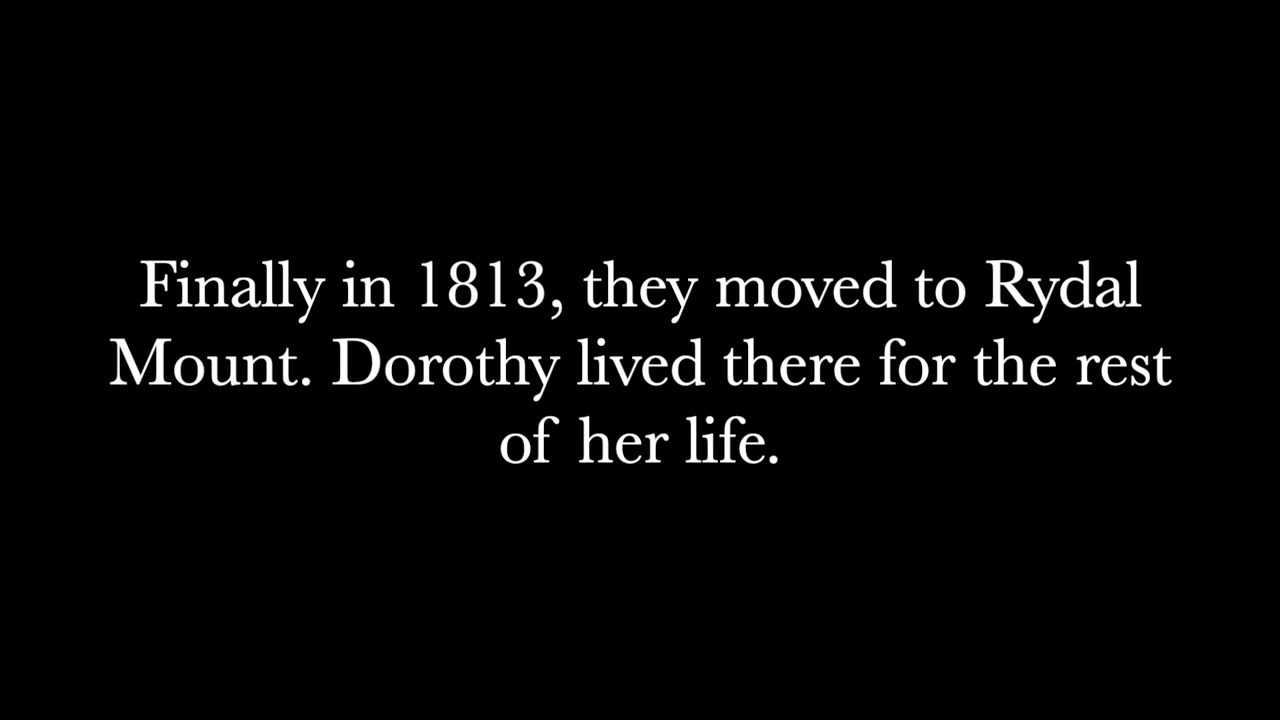 Finally in 1813, they moved to Rydal
Mount. Dorothy lived there for the rest
of her life.